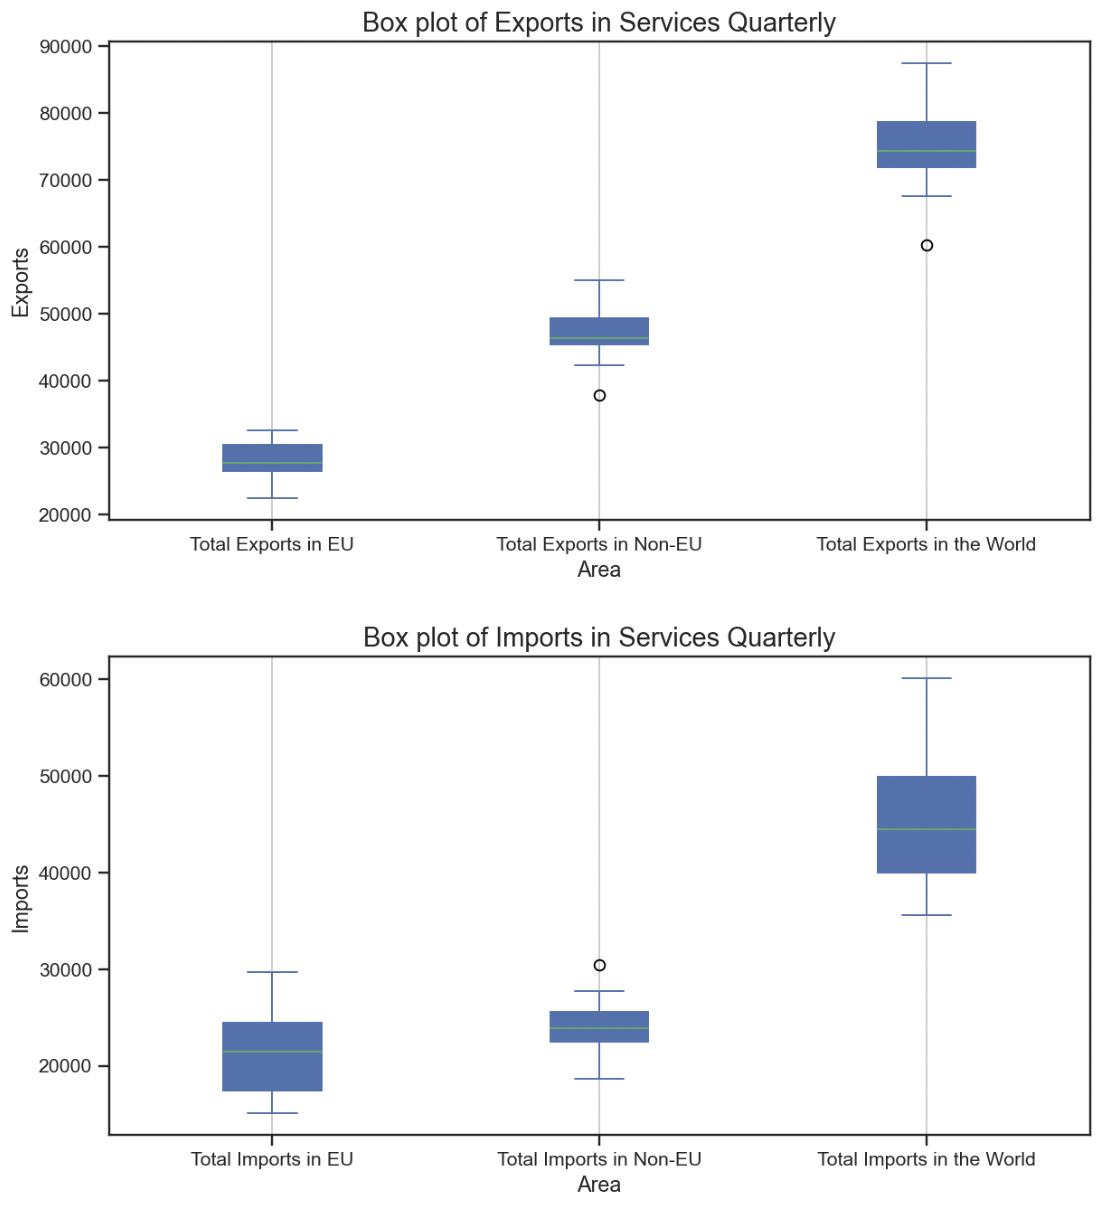 Box plot of Exports in Services Quarterly
90000
80000
70000
60000
50000
40000
30000
20000
Exports
Total Exports in EU
Total Exports in Non-EU
Total Exports in the World
Area
Box plot of Imports in Services Quarterly
60000
50000
40000
30000
20000
Imports
Total Imports in EU
Total Imports in Non-EU
Total Imports in the World
Area